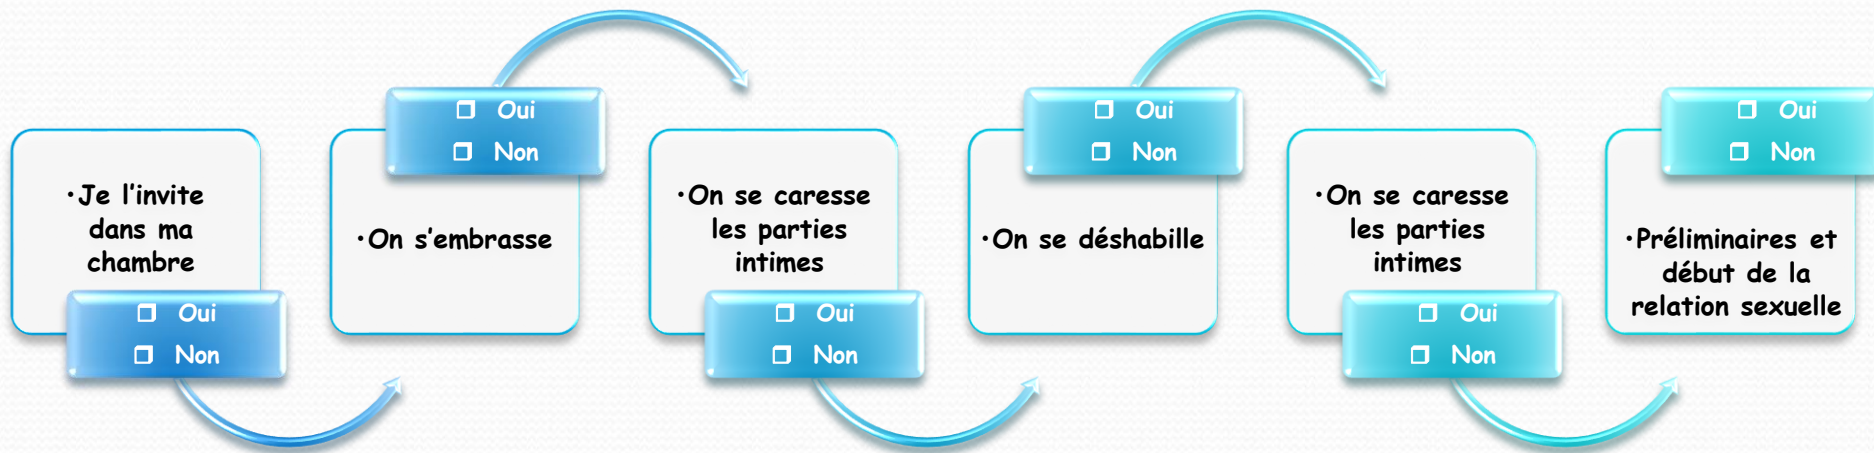 ·Je l'invite
dans ma
chambre
❒ Oui
❒ Non
·On s'embrasse
❒ Oui
❒ Non
·On se caresse
les parties
intimes
❒ Oui
❒ Non
·On se déshabille
❒ Oui
❒ Non
·On se caresse
les parties
intimes
❒ Oui
❒ Non
·Préliminaires et
début de la
relation sexuelle
❒ Oui
❒ Non